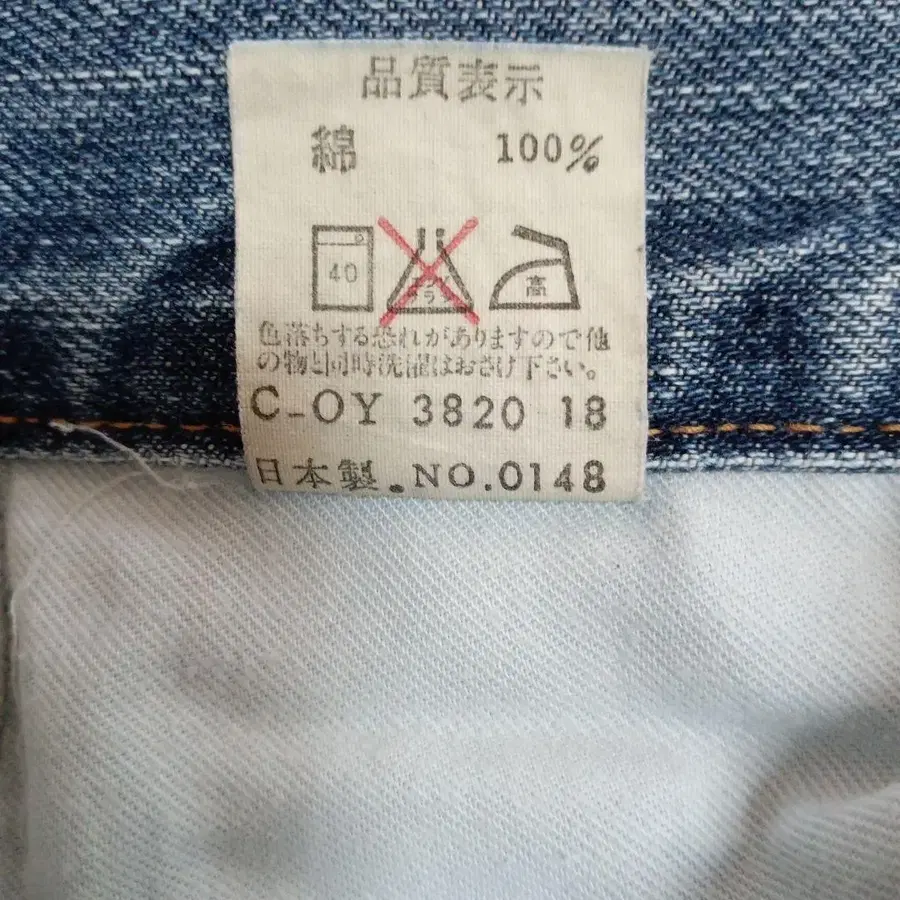 品質表示
綿 100%
40 高
色落ちする恐れがありますので他
の物と同時洗濯はおさけ下さい。
C-OY 3820 18
日本製. NO.0148